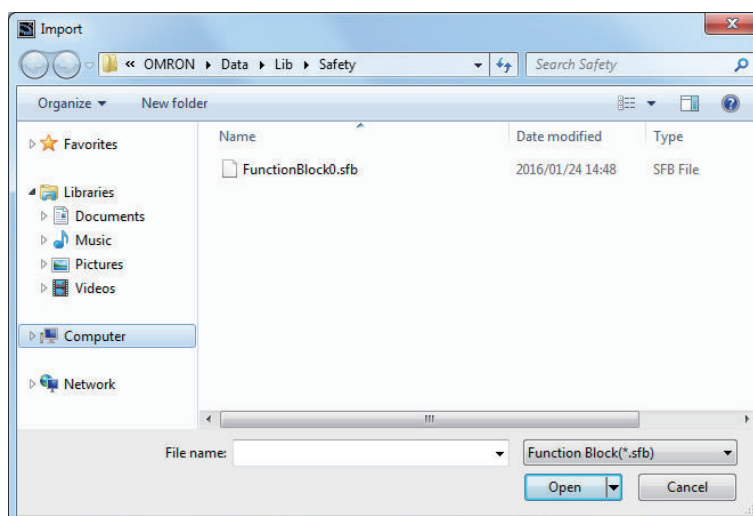 Import
« OMRON ▸ Data ▸ Lib ▸ Safety
Search Safety
Organize
New folder
Name
Date modified
Type
Favorites
FunctionBlock0.sfb
2016/01/24 14:48
SFB File
Libraries
Documents
Music
Pictures
Videos
Computer
Network
File name:
Function Block(*.sfb)
Open
Cancel